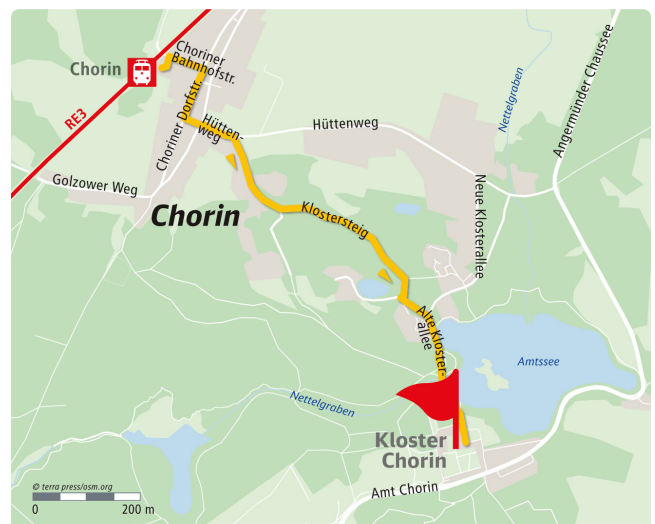 Chorin
Choriner
Bahnhofstr.
RE3
Choriner Dorfstr.
Hütten-
weg
Hüttenweg
Nettelgraben
Angermünder Chaussee
Golzower Weg
Chorin
Klostersteig
Neue Klosterallee
Alte Kloster-
allee
Amtssee
Nettelgraben
Kloster
Chorin
Amt Chorin
© terra press/osm.org
0 200 m